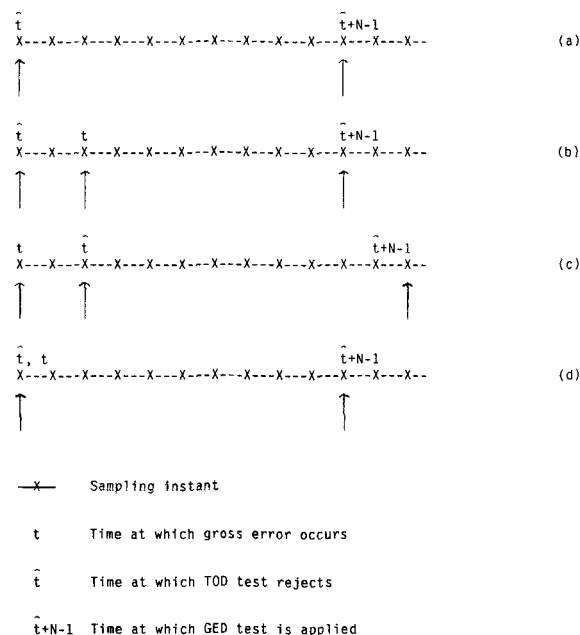 t̂ t̂+N-1
X---X---X---X---X---X---X---X---X---X---X---X---X-- (a)
t̂ t t̂+N-1
X---X---X---X---X---X---X---X---X---X---X---X---X-- (b)
t t̂ t̂+N-1
X---X---X---X---X---X---X---X---X---X---X---X---X-- (c)
t̂, t t̂+N-1
X---X---X---X---X---X---X---X---X---X---X---X---X-- (d)
X Sampling instant
t Time at which gross error occurs
t̂ Time at which TOD test rejects
t̂+N-1 Time at which GED test is applied